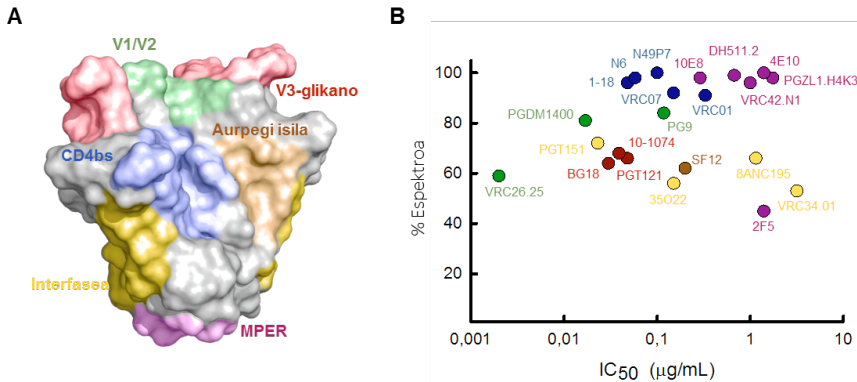 A
V1/V2
V3-glikano
Aurpegi isila
CD4bs
Interfasea
MPER
B
% Espektroa
100
80
60
40
20
0,001
0,01
0,1
1
10
IC50 (µg/mL)
N49P7
DH511.2
N6
10E8
4E10
1-18
PGZL1.H4K3
VRC07
VRC01
VRC42.N1
PGDM1400
PG9
PGT151
10-1074
SF12
8ANC195
BG18
PGT121
VRC26.25
35O22
VRC34.01
2F5